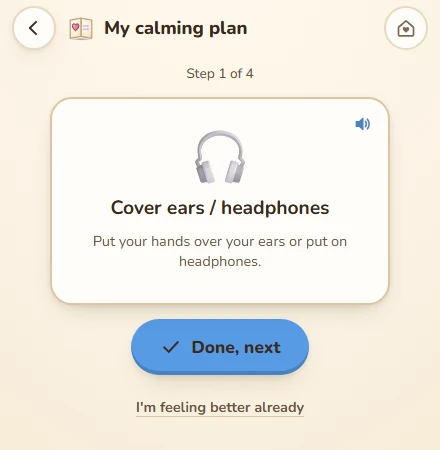 My calming plan
Step 1 of 4
Cover ears / headphones
Put your hands over your ears or put on
headphones.
Done, next
I'm feeling better already